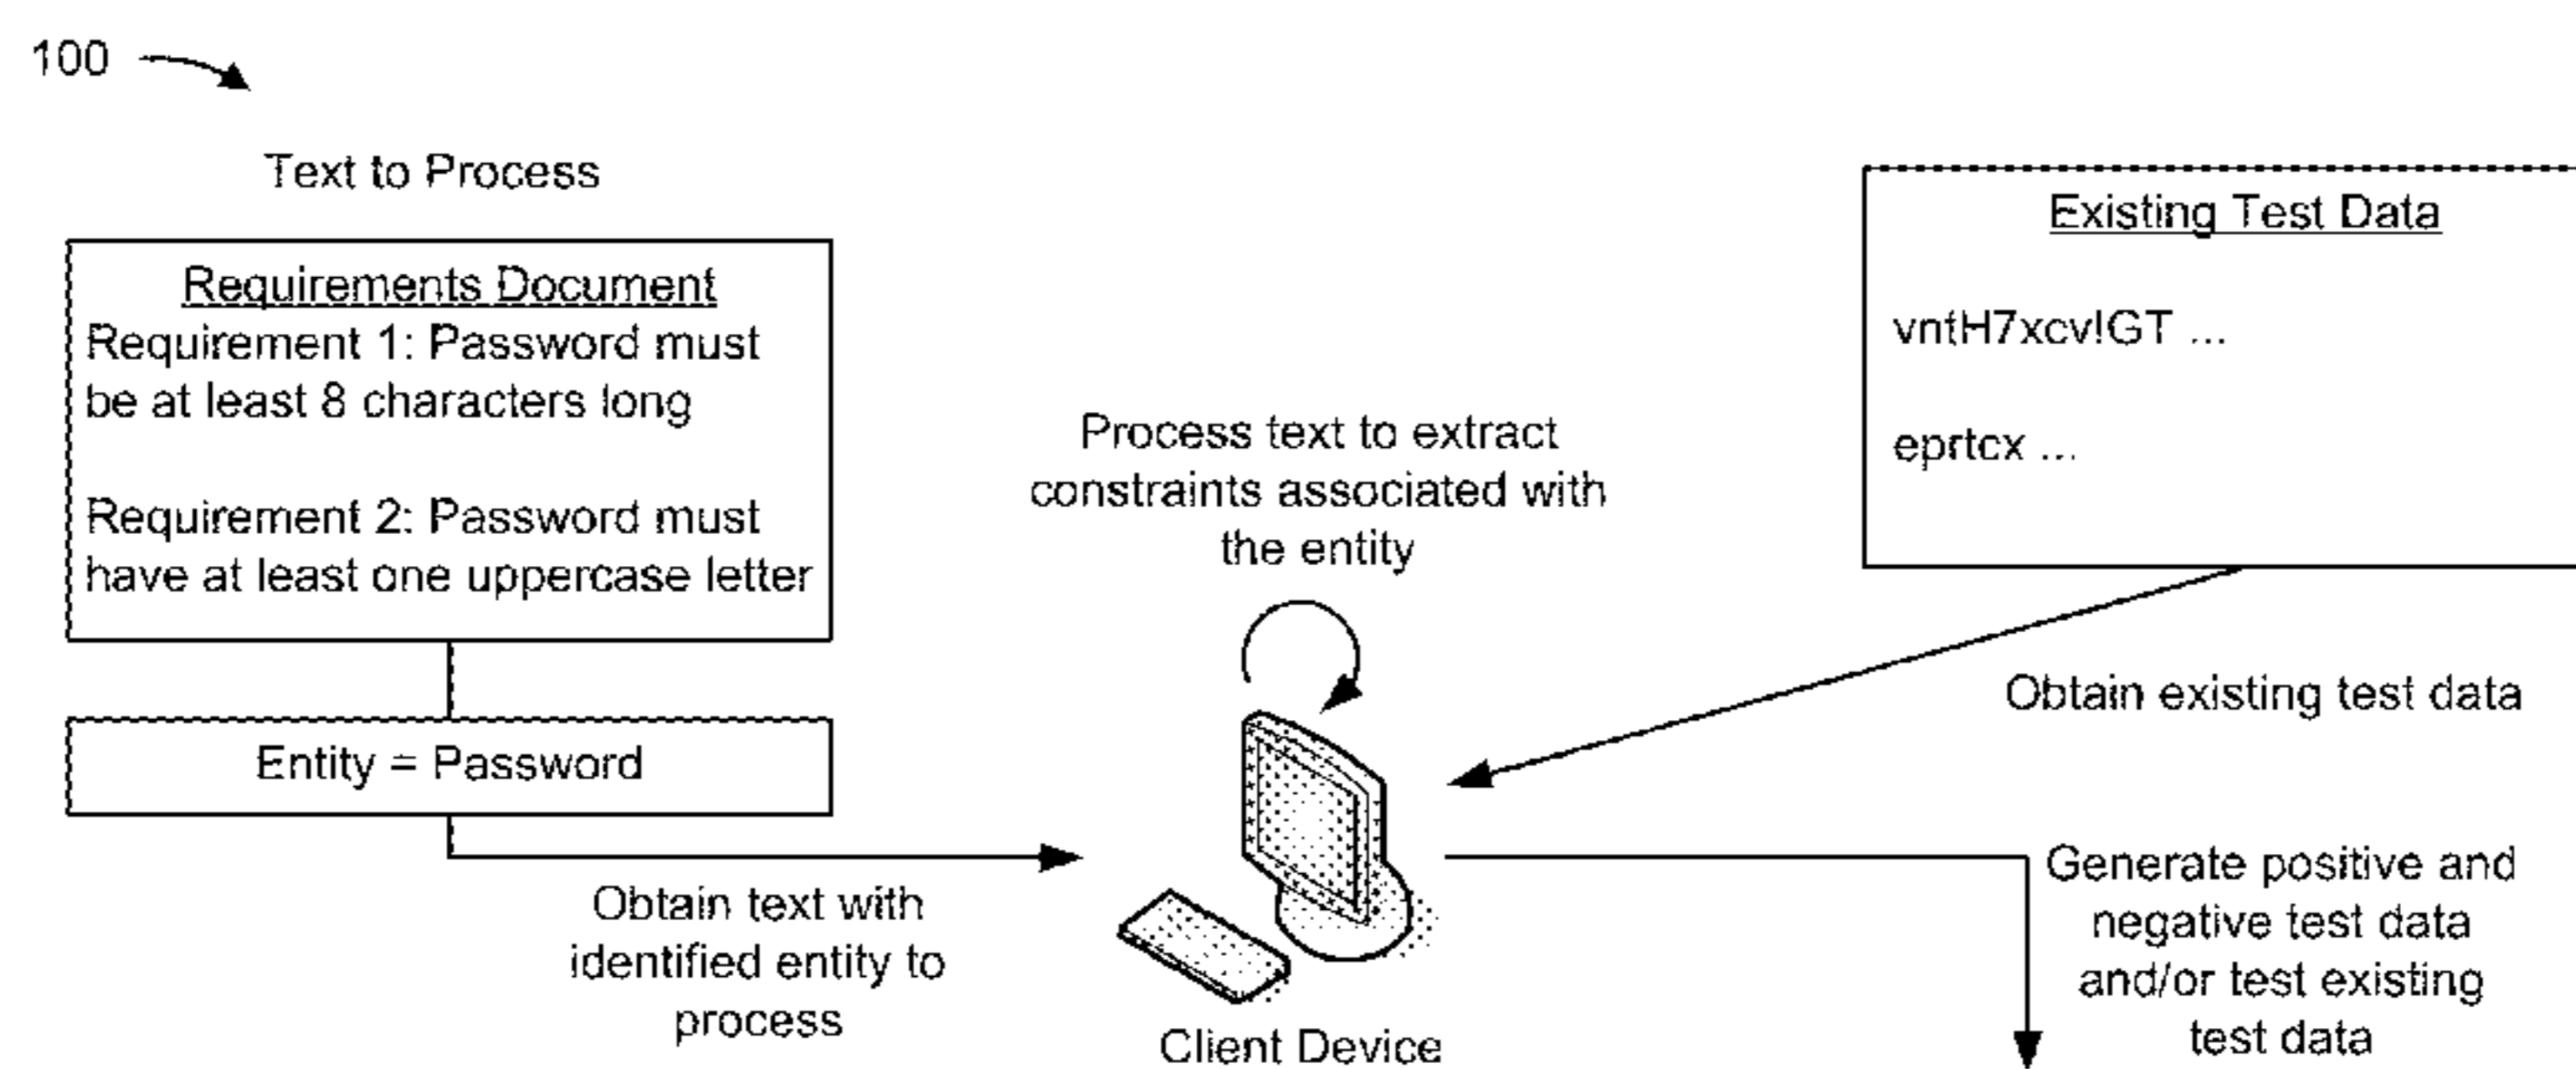 100
Text to Process
Requirements Document
Requirement 1: Password must
be at least 8 characters long
Requirement 2: Password must
have at least one uppercase letter
Entity = Password
Obtain text with
identified entity to
process
Process text to extract
constraints associated with
the entity
Client Device
Existing Test Data
vntH7xcv!GT ...
eprtcx ...
Obtain existing test data
Generate positive and
negative test data
and/or test existing
test data